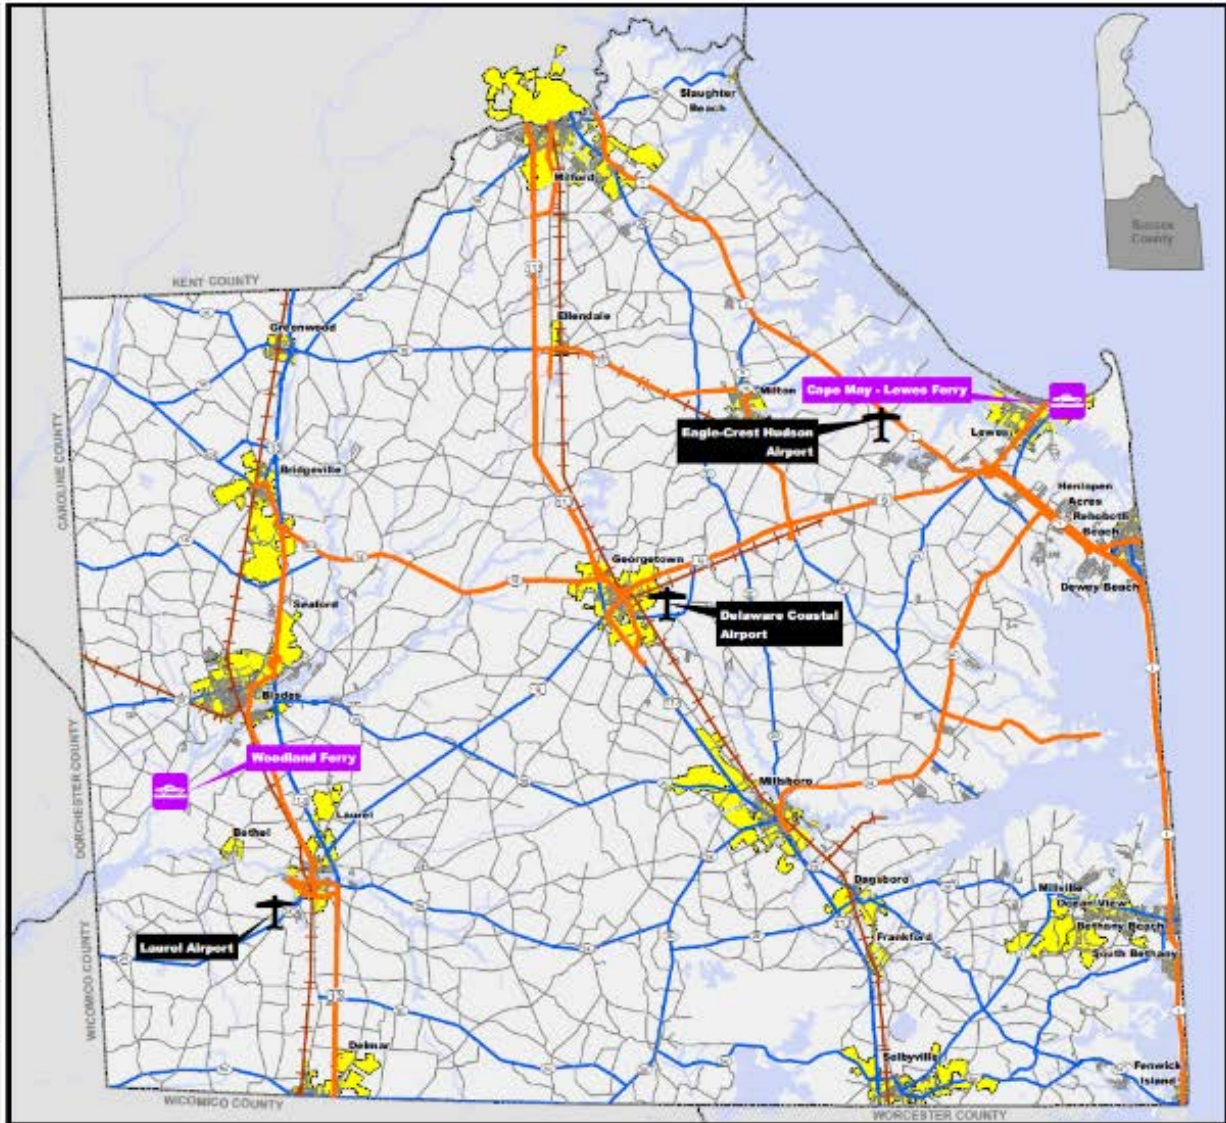 Slaughter
Beach
Milford
Sussex
County
KENT COUNTY
Greenwood
Ellendale
Milton
Cape May - Lewes Ferry
Eagle-Crest Hudson
Airport
Lewes
CAROLINE COUNTY
Bridgeville
Henlopen
Acres
Rehoboth
Beach
Georgetown
Dewey Beach
Seaford
Delaware Coastal
Airport
Blades
Woodland Ferry
DORCHESTER COUNTY
Millsboro
Laurel
Bethel
Dagsboro
Millville
Ocean View
Bethany Beach
Laurel Airport
Frankford
South Bethany
WICOMICO COUNTY
Delmar
Selbyville
Fenwick
Island
WICOMICO COUNTY
WORCESTER COUNTY